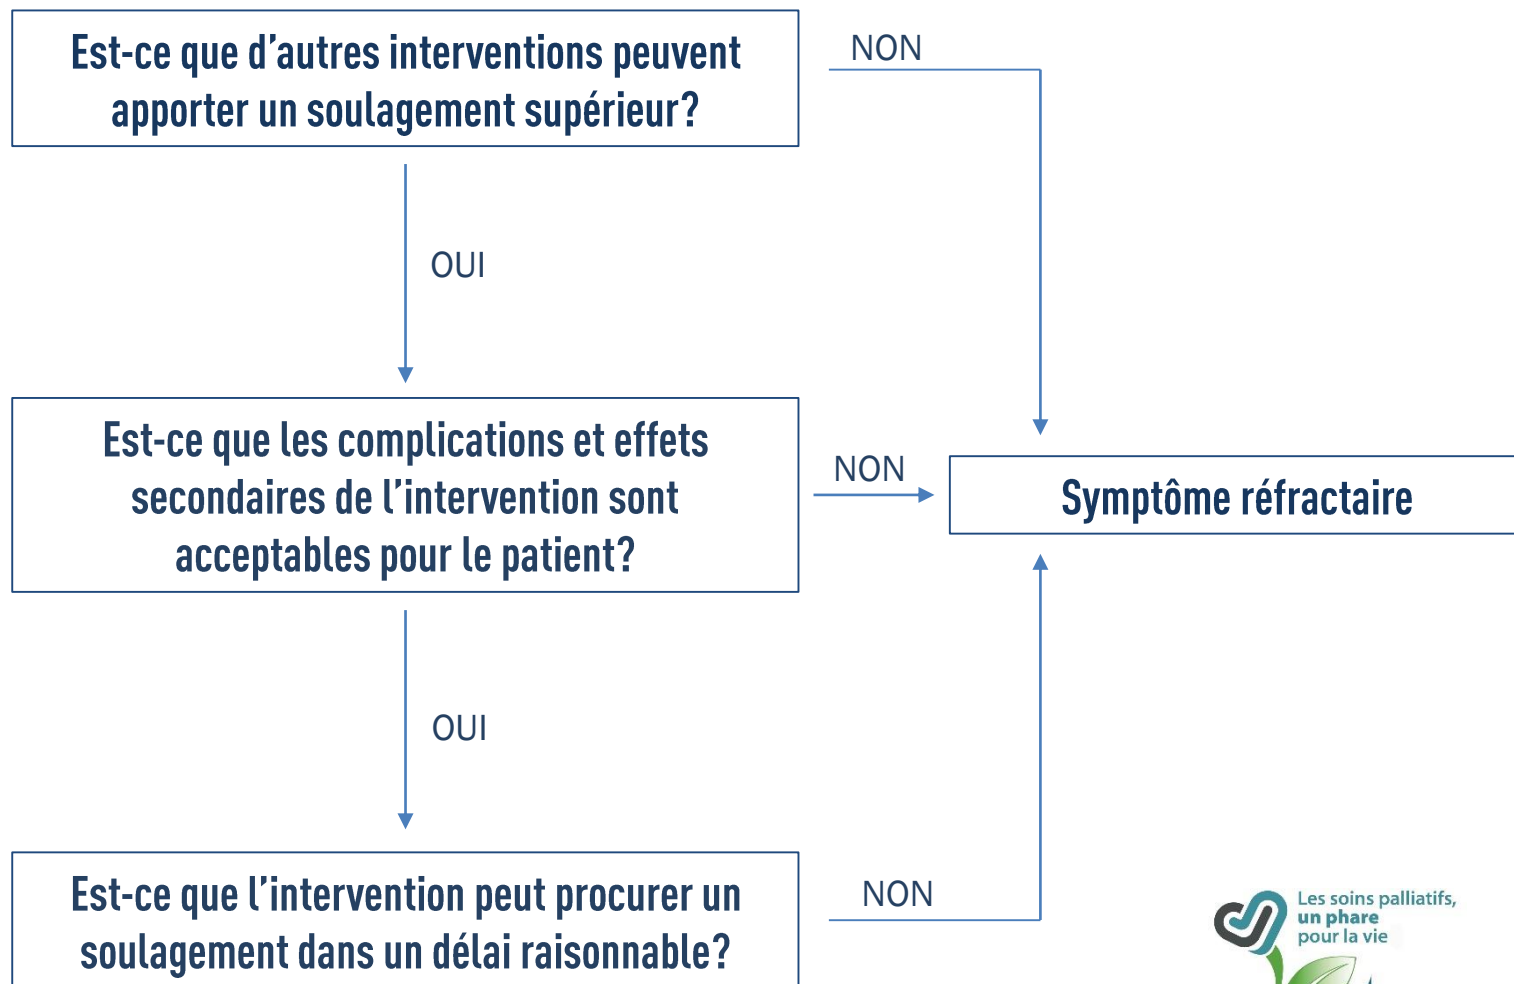 Est-ce que d’autres interventions peuvent
apporter un soulagement supérieur?
NON
OUI
Est-ce que les complications et effets
secondaires de l’intervention sont
acceptables pour le patient?
NON
Symptôme réfractaire
OUI
Est-ce que l’intervention peut procurer un
soulagement dans un délai raisonnable?
NON
Les soins palliatifs,
un phare
pour la vie